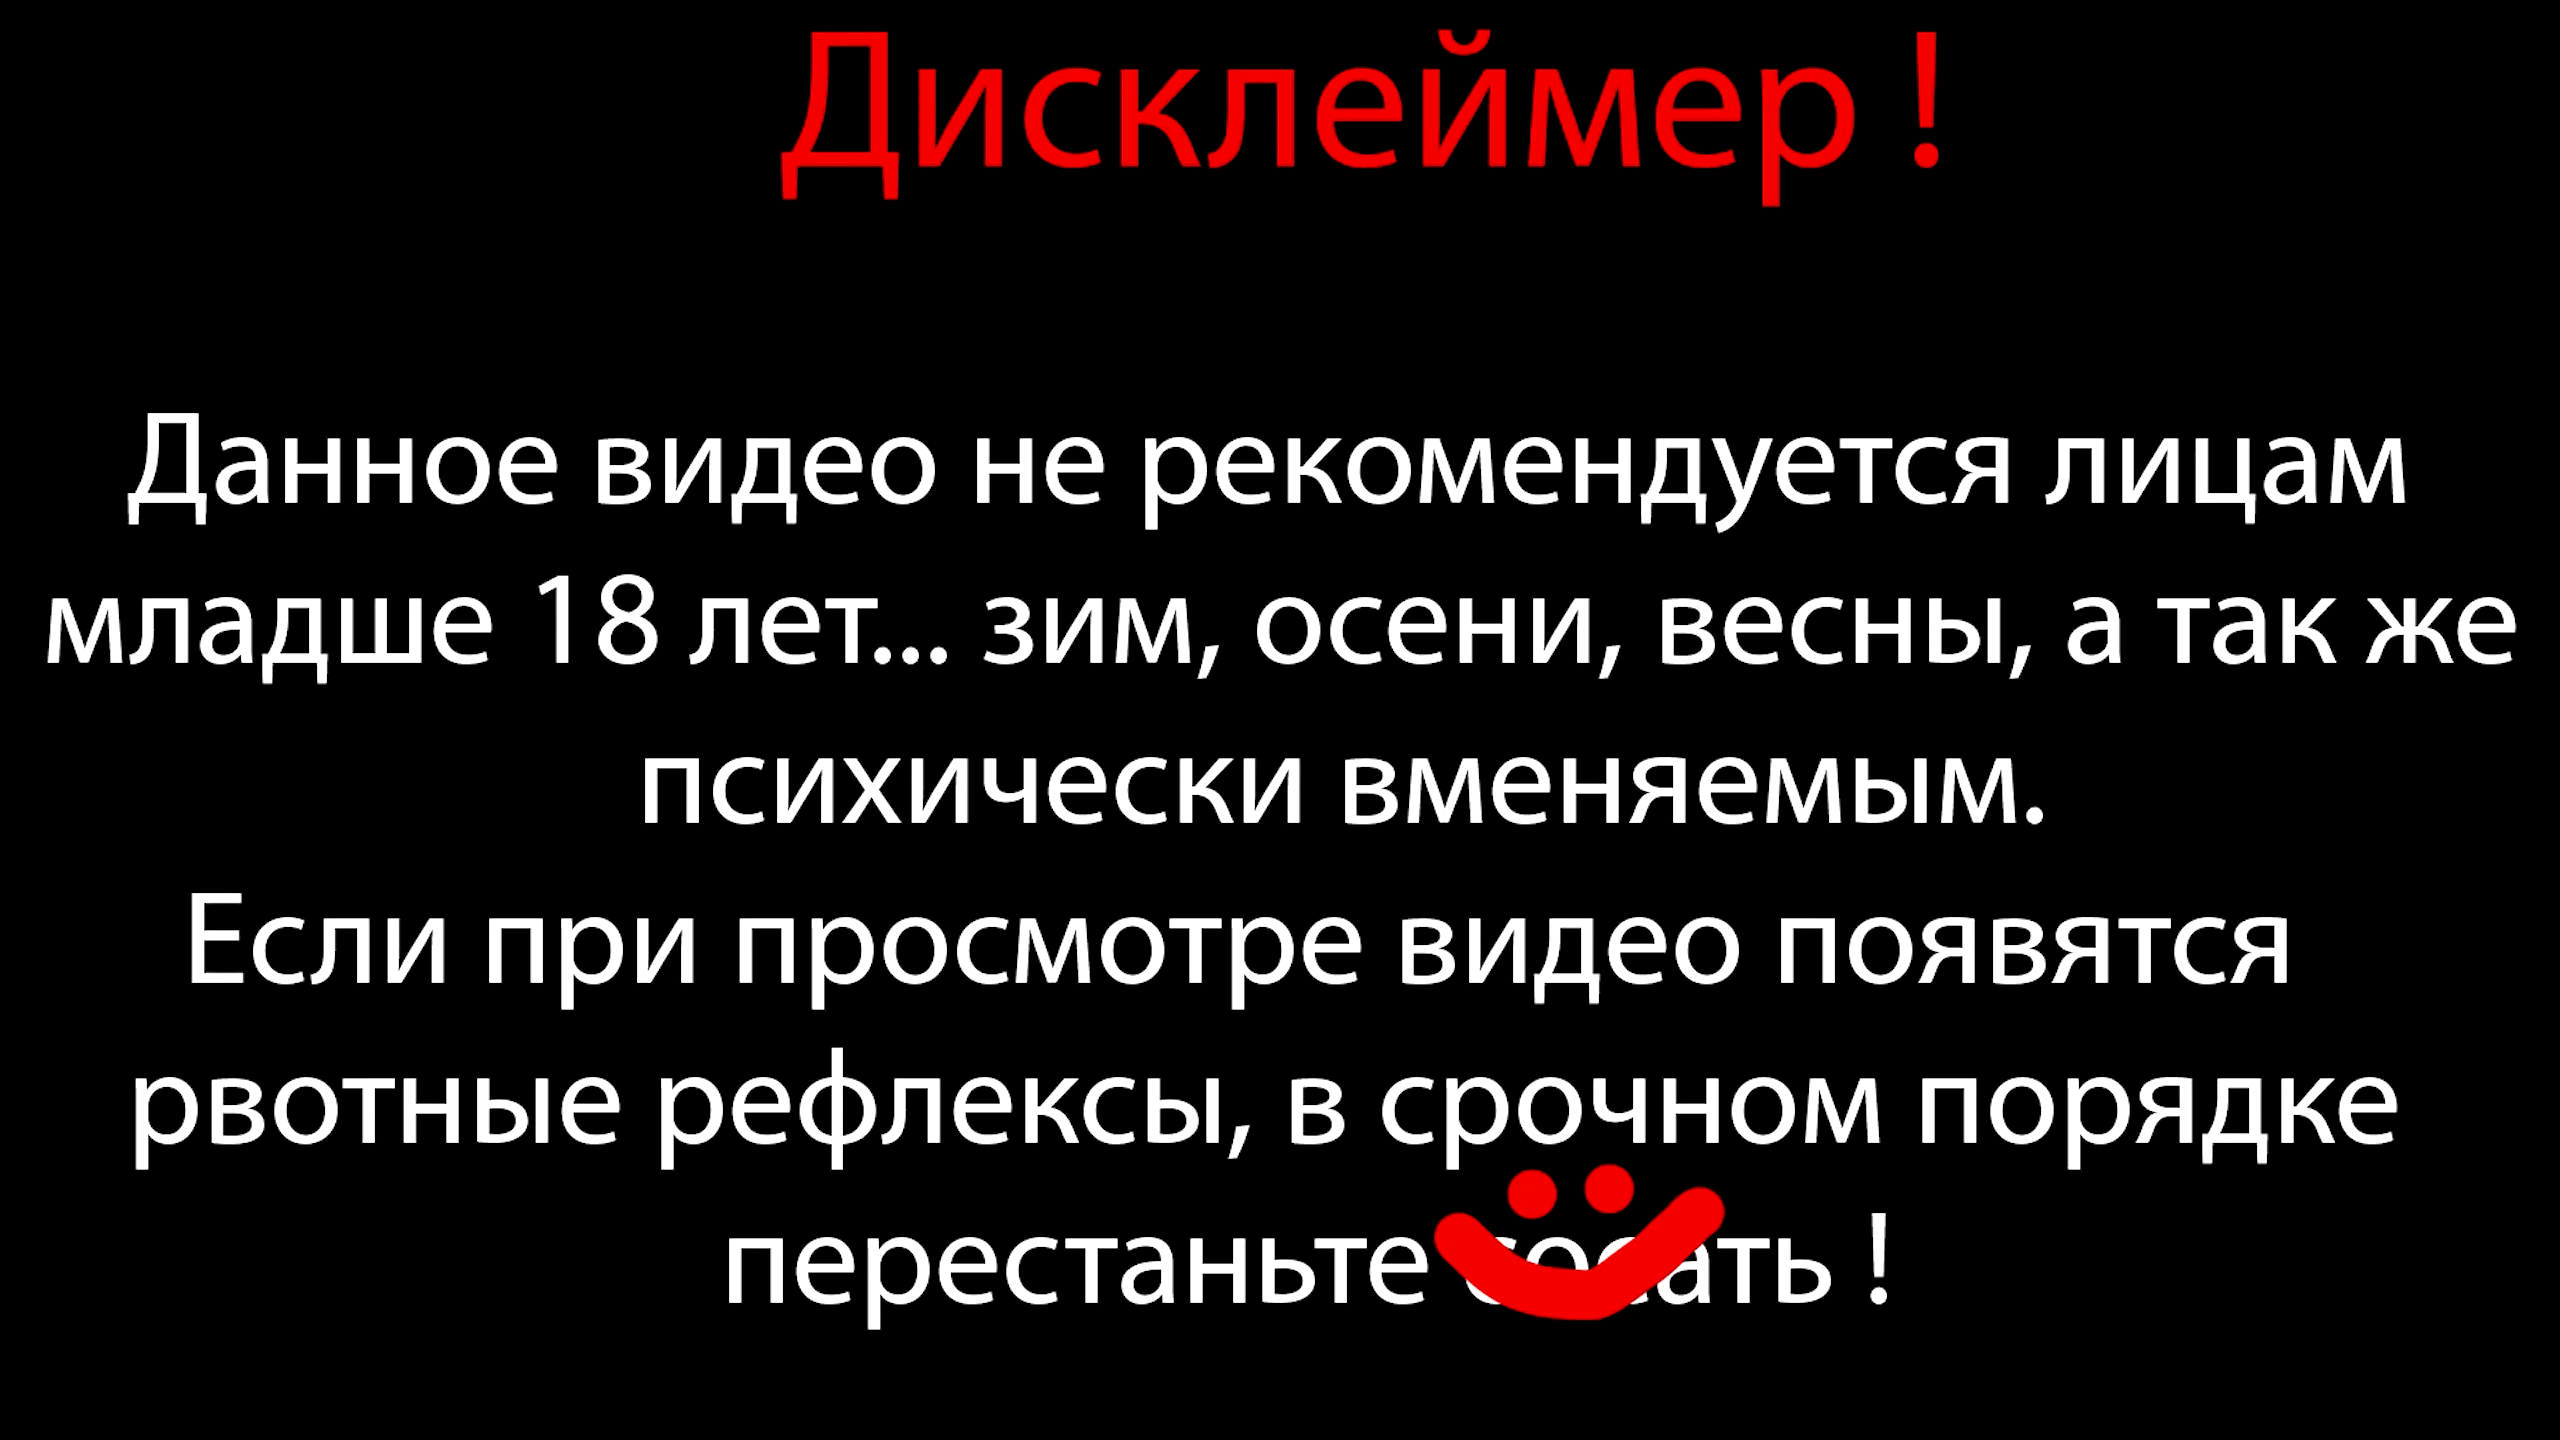 Дисклеймер !
Данное видео не рекомендуется лицам
младше 18 лет... зим, осени, весны, а так же
психически вменяемым.
Если при просмотре видео появятся
рвотные рефлексы, в срочном порядке
перестаньте сосать !